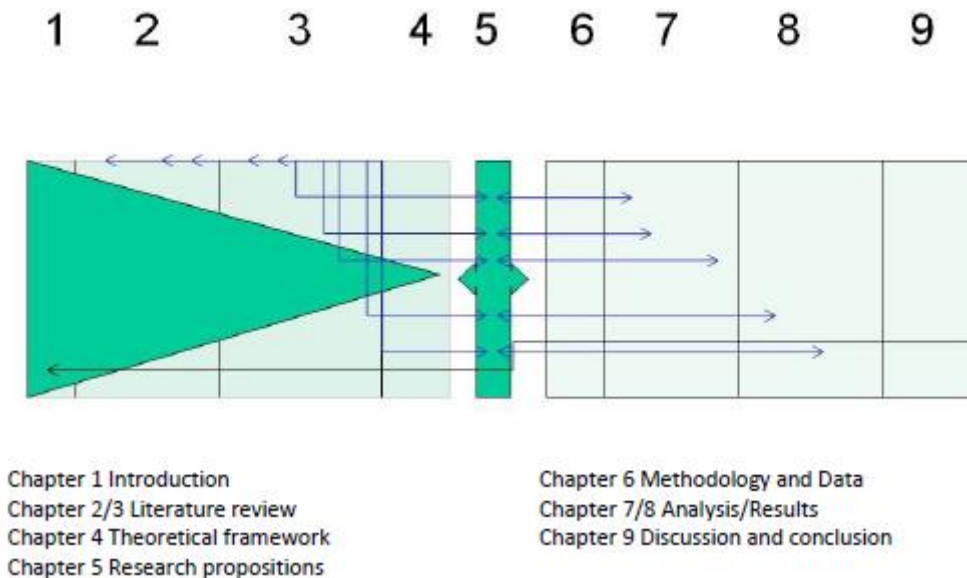 1 2 3 4 5 6 7 8 9
Chapter 1 Introduction
Chapter 2/3 Literature review
Chapter 4 Theoretical framework
Chapter 5 Research propositions
Chapter 6 Methodology and Data
Chapter 7/8 Analysis/Results
Chapter 9 Discussion and conclusion